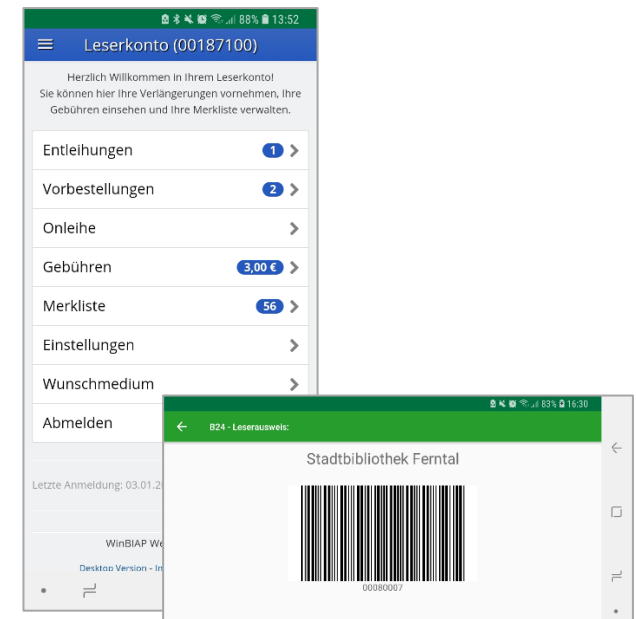 88% 13:52
Leserkonto (00187100)
Herzlich Willkommen in Ihrem Leserkonto!
Sie können hier Ihre Verlängerungen vornehmen, Ihre
Gebühren einsehen und Ihre Merkliste verwalten.
Entleihungen 1
Vorbestellungen 2
Onleihe
Gebühren 3,00 €
Merkliste 56
Einstellungen
Wunschmedium
Abmelden
Letzte Anmeldung: 03.01.2
WinBIAP We
Desktop Version - In
83% 16:30
B24 - Leserausweis:
Stadtbibliothek Ferntal
00080007